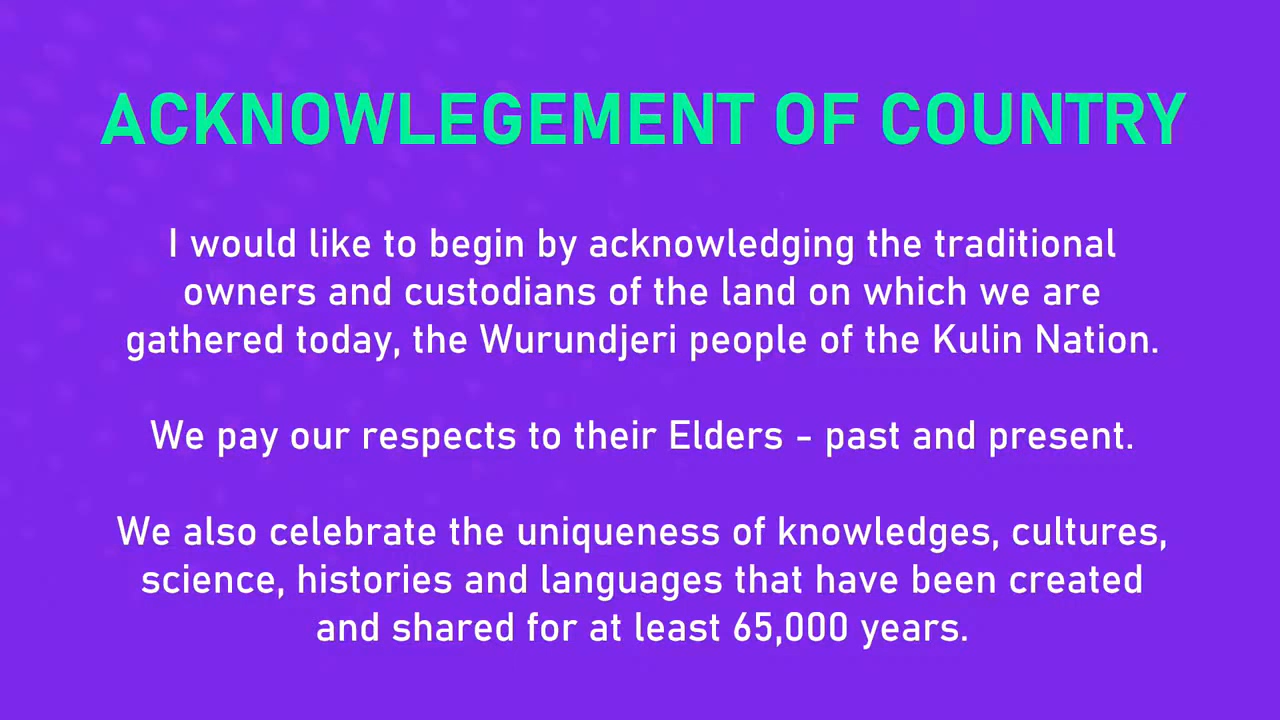 ACKNOWLEGEMENT OF COUNTRY
I would like to begin by acknowledging the traditional
owners and custodians of the land on which we are
gathered today, the Wurundjeri people of the Kulin Nation.
We pay our respects to their Elders - past and present.
We also celebrate the uniqueness of knowledges, cultures,
science, histories and languages that have been created
and shared for at least 65,000 years.